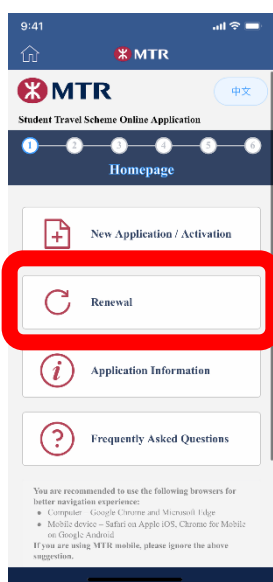 9:41
MTR
MTR
中文
Student Travel Scheme Online Application
1 2 3 4 5 6
Homepage
New Application / Activation
Renewal
Application Information
Frequently Asked Questions
You are recommended to use the following browsers for
better navigation experience:
Computer – Google Chrome and Microsoft Edge
Mobile device – Safari on Apple iOS, Chrome for Mobile
on Google Android
If you are using MTR mobile, please ignore the above
suggestion.